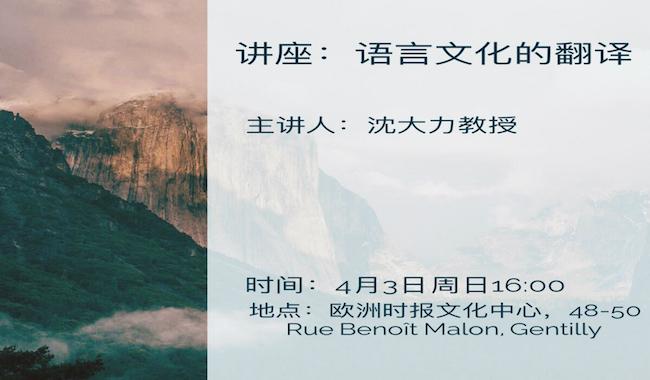 讲座：语言文化的翻译
主讲人：沈大力教授
时间：4月3日周日16:00
地点：欧洲时报文化中心，48-50
Rue Benoît Malon, Gentilly